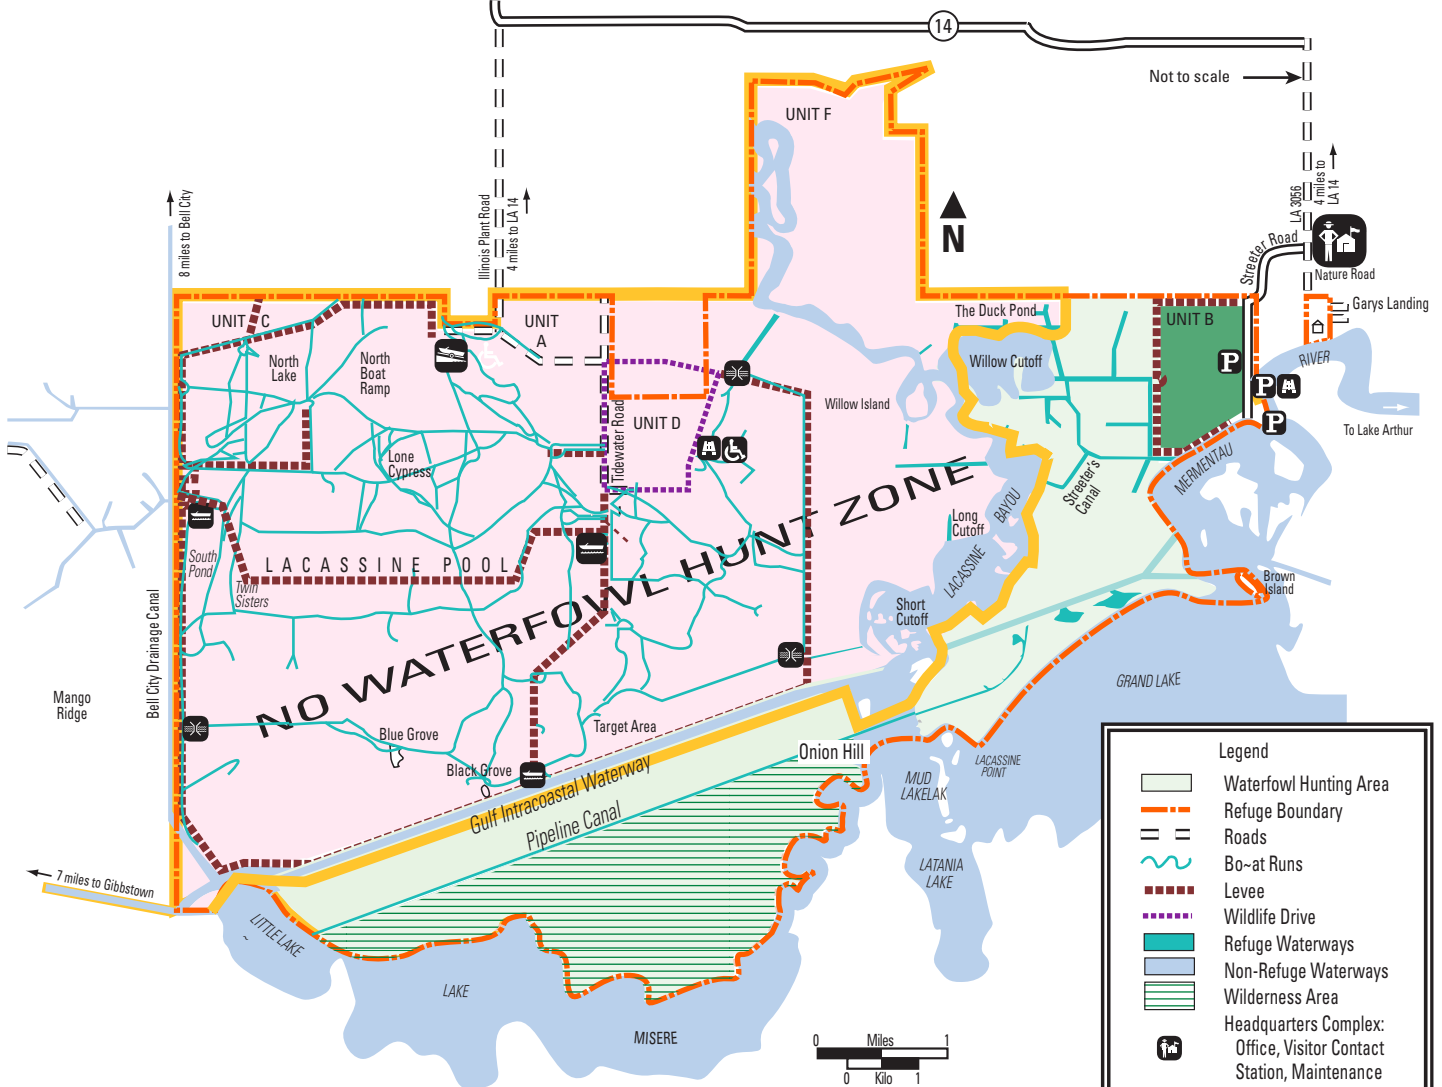 14
Not to scale
UNIT F
8 miles to Bell City
Illinois Plant Road
4 miles to LA 14
LA 3056
4 miles to
LA 14
Streeter Road
Nature Road
Garys Landing
N
UNIT C
UNIT
A
The Duck Pond
UNIT B
RIVER
North
Lake
North
Boat
Ramp
Willow Cutoff
P
P
P
Willow Island
To Lake Arthur
UNIT D
Tidewater Road
Lone
Cypress
MERMENTAU
Streeter's
Canal
BAYOU
Long
Cutoff
LACASSINE
South
Pond
LACASSINE POOL
Twin
Sisters
Brown
Island
Short
Cutoff
NO WATERFOWL HUNT ZONE
Bell City Drainage Canal
Mango
Ridge
GRAND LAKE
Target Area
Blue Grove
Black Grove
Onion Hill
LACASSINE
POINT
MUD
LAKELAK
Gulf Intracoastal Waterway
Pipeline Canal
LATANIA
LAKE
7 miles to Gibbstown
LITTLE LAKE
~
LAKE
MISERE
0 Miles 1
0 Kilo 1
Legend
Waterfowl Hunting Area
Refuge Boundary
Roads
Bo~at Runs
Levee
Wildlife Drive
Refuge Waterways
Non-Refuge Waterways
Wilderness Area
Headquarters Complex:
Office, Visitor Contact
Station, Maintenance